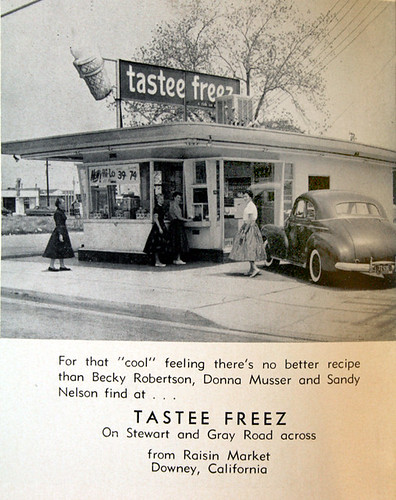 tastee freez
39 74
For that "cool" feeling there's no better recipe
than Becky Robertson, Donna Musser and Sandy
Nelson find at . . .
TASTEE FREEZ
On Stewart and Gray Road across
from Raisin Market
Downey, California